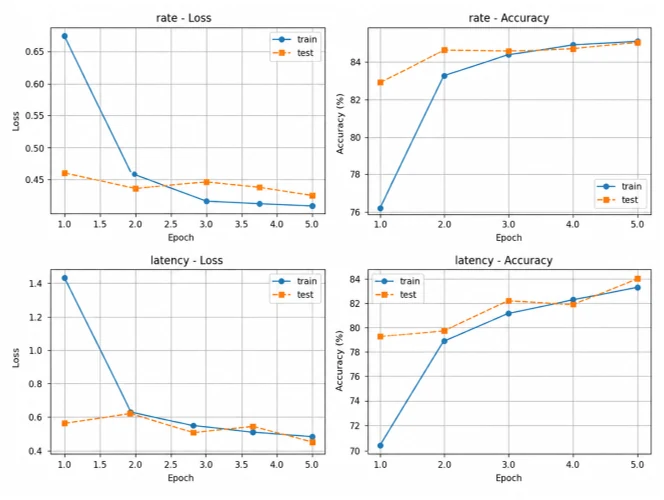 rate - Loss
train
test
Loss
0.65
0.60
0.55
0.50
0.45
1.0 1.5 2.0 2.5 3.0 3.5 4.0 4.5 5.0
Epoch
rate - Accuracy
Accuracy (%)
84
82
80
78
76
train
test
1.0 2.0 3.0 4.0 5.0
Epoch
latency - Loss
train
test
Loss
1.4
1.2
1.0
0.8
0.6
0.4
1.0 1.5 2.0 2.5 3.0 3.5 4.0 4.5 5.0
Epoch
latency - Accuracy
train
test
Accuracy (%)
84
82
80
78
76
74
72
70
1.0 2.0 3.0 4.0 5.0
Epoch